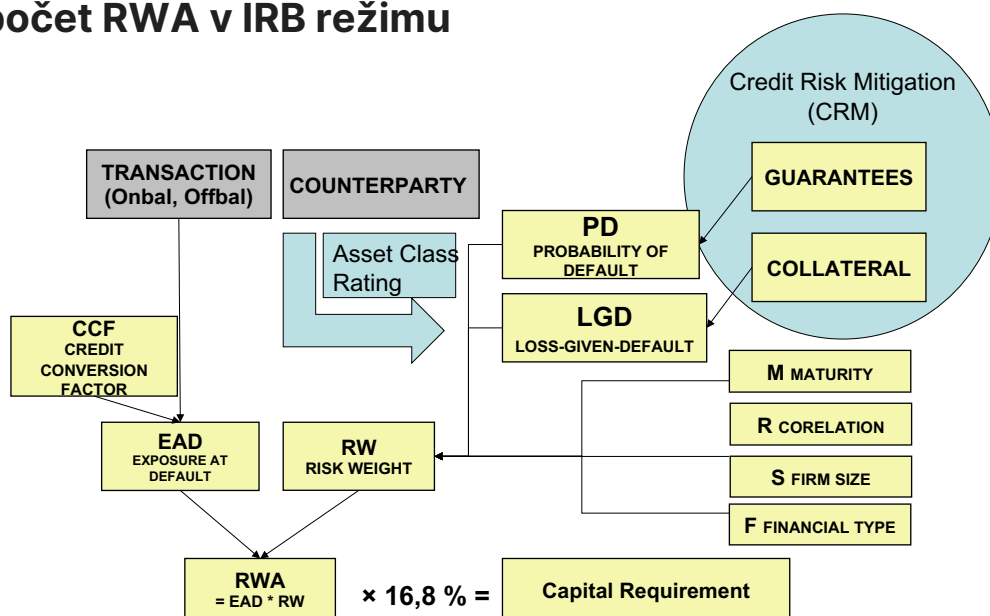 počet RWA v IRB režimu
Credit Risk Mitigation
(CRM)
TRANSACTION
(Onbal, Offbal)
COUNTERPARTY
GUARANTEES
PD
PROBABILITY OF
DEFAULT
Asset Class
Rating
COLLATERAL
LGD
LOSS-GIVEN-DEFAULT
CCF
CREDIT
CONVERSION
FACTOR
M MATURITY
R CORELATION
EAD
EXPOSURE AT
DEFAULT
RW
RISK WEIGHT
S FIRM SIZE
F FINANCIAL TYPE
RWA
= EAD * RW
× 16,8 % =
Capital Requirement